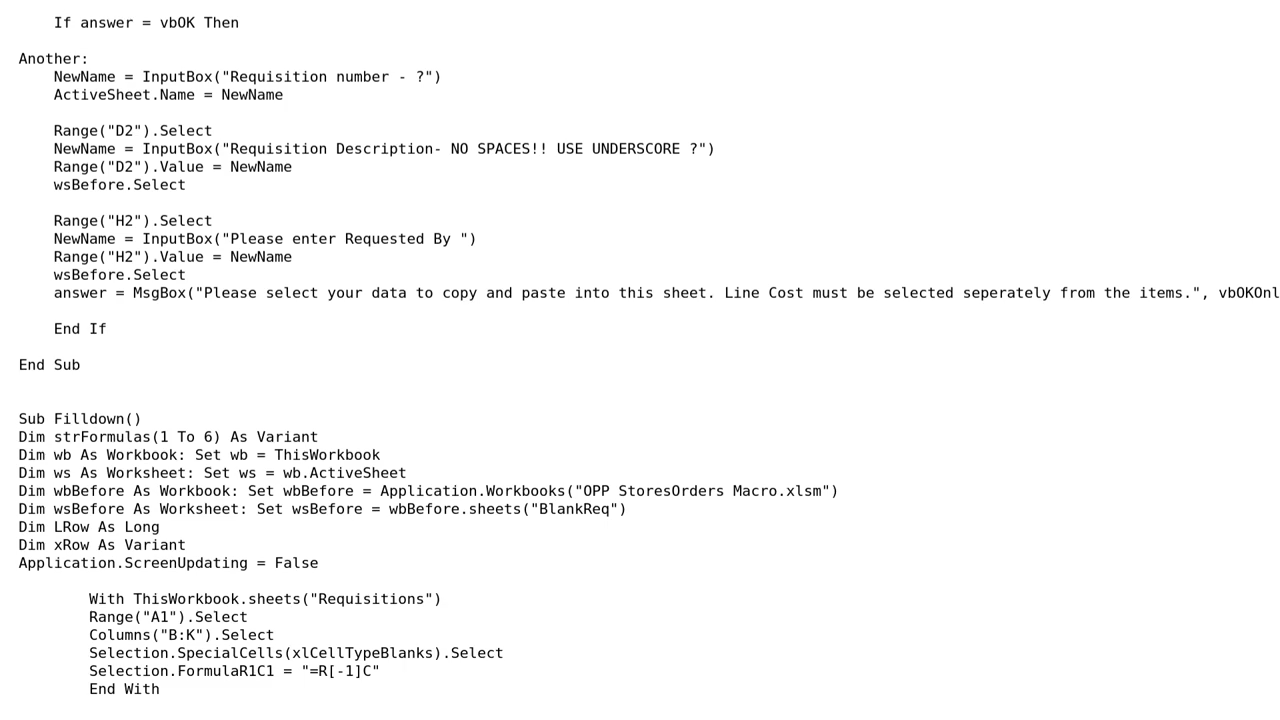 If answer = vbOK Then
Another:
NewName = InputBox("Requisition number - ?")
ActiveSheet.Name = NewName
Range("D2").Select
NewName = InputBox("Requisition Description- NO SPACES!! USE UNDERSCORE ?")
Range("D2").Value = NewName
wsBefore.Select
Range("H2").Select
NewName = InputBox("Please enter Requested By ")
Range("H2").Value = NewName
wsBefore.Select
answer = MsgBox("Please select your data to copy and paste into this sheet. Line Cost must be selected seperately from the items.", vbOKOnl
End If
End Sub
Sub Filldown()
Dim strFormulas(1 To 6) As Variant
Dim wb As Workbook: Set wb = ThisWorkbook
Dim ws As Worksheet: Set ws = wb.ActiveSheet
Dim wbBefore As Workbook: Set wbBefore = Application.Workbooks("OPP StoresOrders Macro.xlsm")
Dim wsBefore As Worksheet: Set wsBefore = wbBefore.sheets("BlankReq")
Dim LRow As Long
Dim xRow As Variant
Application.ScreenUpdating = False
With ThisWorkbook.sheets("Requisitions")
Range("A1").Select
Columns("B:K").Select
Selection.SpecialCells(xlCellTypeBlanks).Select
Selection.FormulaR1C1 = "=R[-1]C"
End With